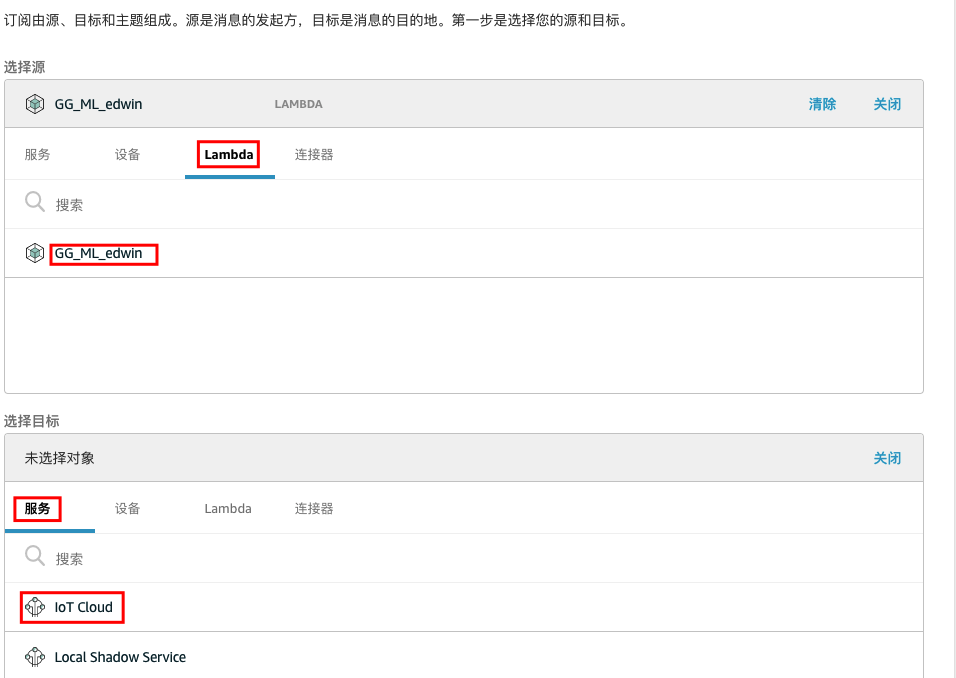 订阅由源、目标和主题组成。源是消息的发起方，目标是消息的目的地。第一步是选择您的源和目标。
选择源
GG_ML_edwin LAMBDA 清除 关闭
服务 设备 Lambda 连接器
搜索
GG_ML_edwin
选择目标
未选择对象 关闭
服务 设备 Lambda 连接器
搜索
IoT Cloud
Local Shadow Service